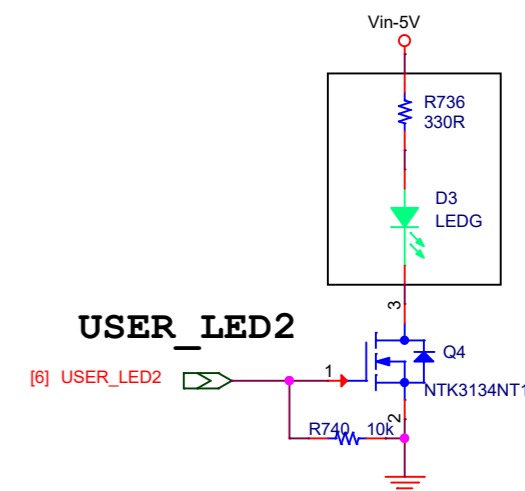 Vin-5V
R736
330R
D3
LEDG
3
USER_LED2
Q4
[6] USER_LED2
1
NTK3134NT1
2
R740 10k